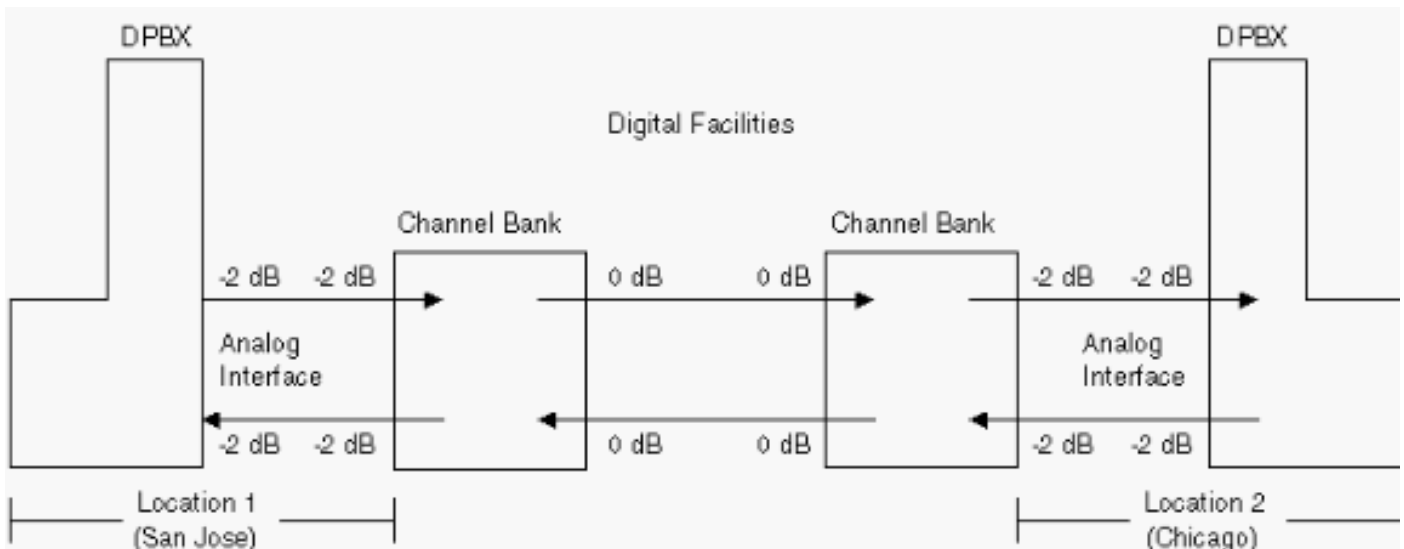 DPBX
DPBX
Digital Facilities
Channel Bank
Channel Bank
-2 dB -2 dB 0 dB 0 dB -2 dB -2 dB
Analog
Interface
Analog
Interface
-2 dB -2 dB 0 dB 0 dB -2 dB -2 dB
Location 1
(San Jose)
Location 2
(Chicago)